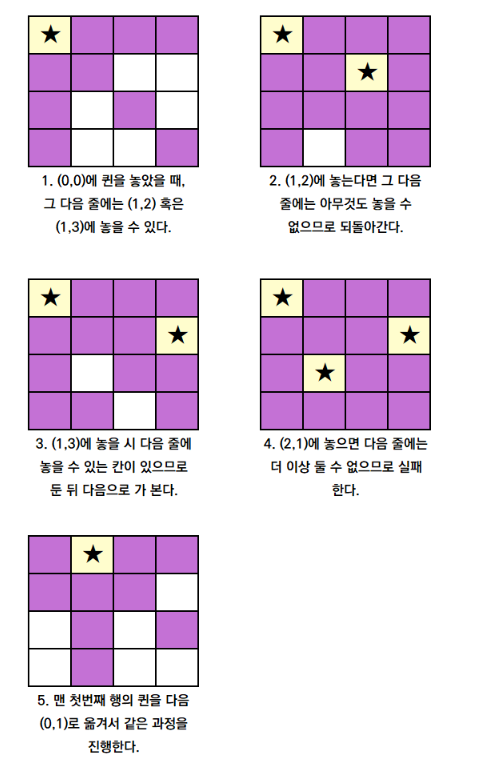 1. (0,0)에 퀸을 놓았을 때,
그 다음 줄에는 (1,2) 혹은
(1,3)에 놓을 수 있다.
2. (1,2)에 놓는다면 그 다음
줄에는 아무것도 놓을 수
없으므로 되돌아간다.
3. (1,3)에 놓을 시 다음 줄에
놓을 수 있는 칸이 있으므로
둔 뒤 다음으로 가 본다.
4. (2,1)에 놓으면 다음 줄에는
더 이상 둘 수 없으므로 실패
한다.
5. 맨 첫번째 행의 퀸을 다음
(0,1)로 옮겨서 같은 과정을
진행한다.